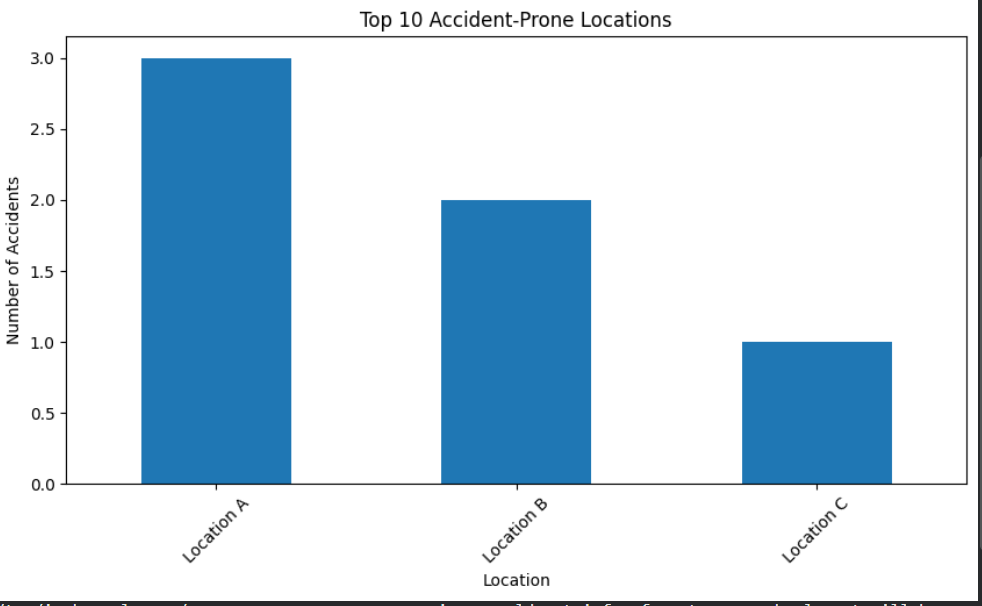 Top 10 Accident-Prone Locations
3.0
2.5
2.0
1.5
1.0
0.5
0.0
Number of Accidents
Location A
Location B
Location C
Location